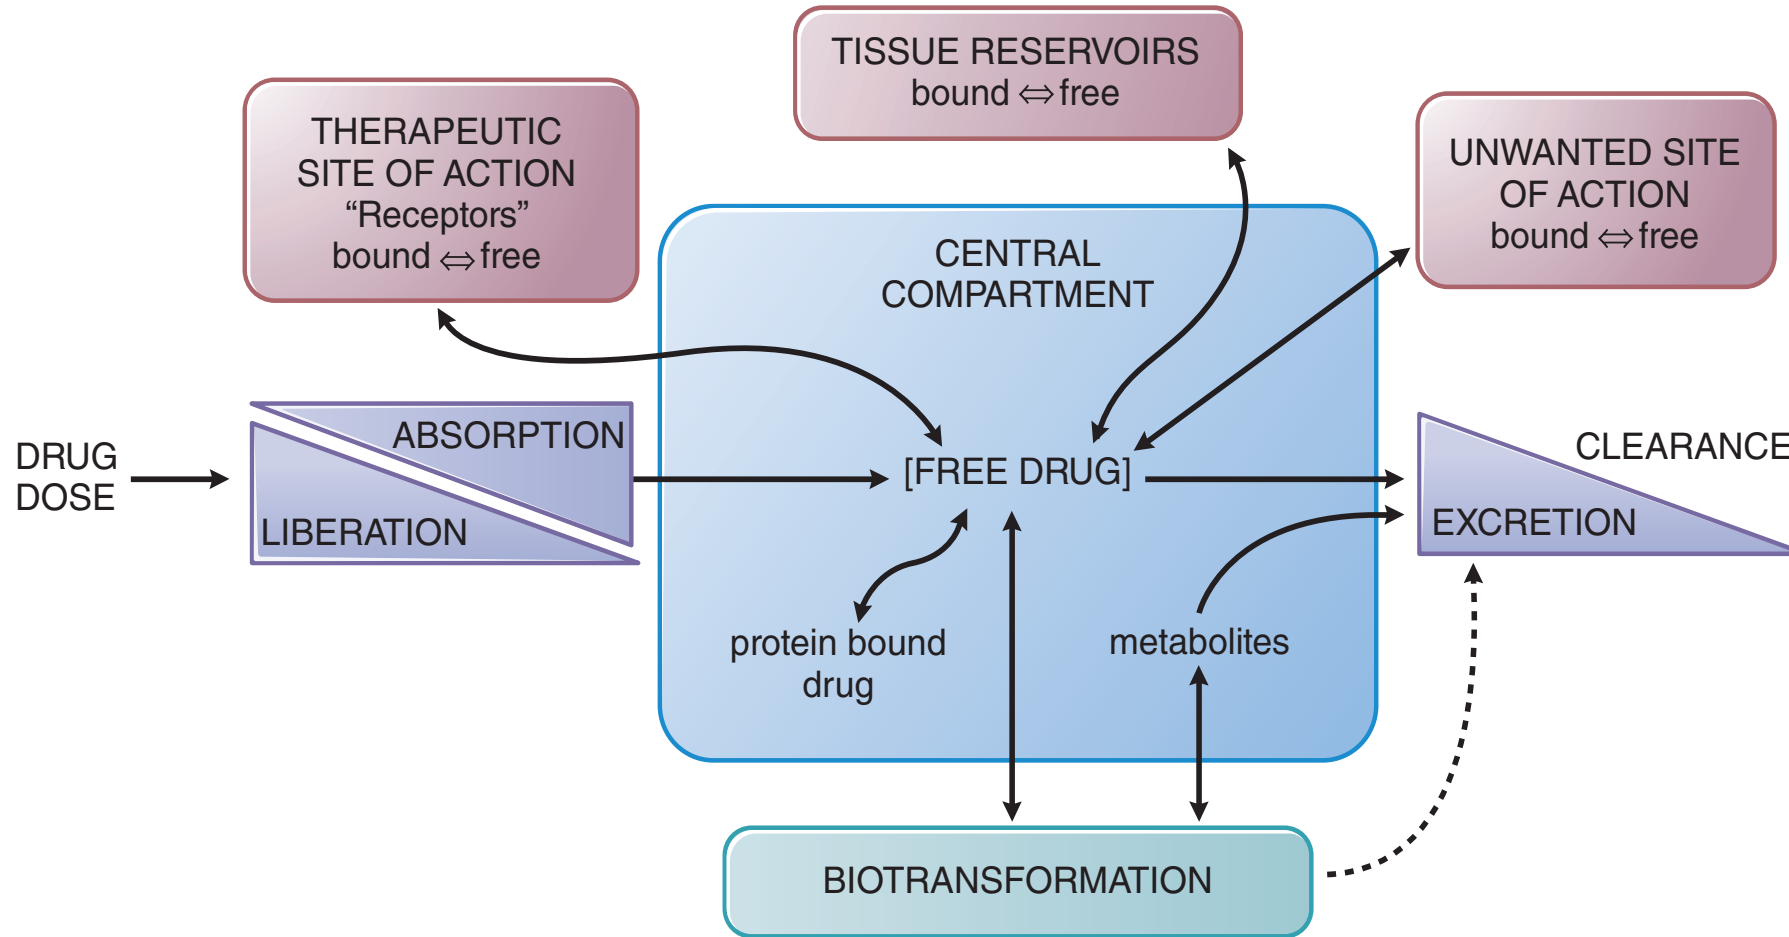 TISSUE RESERVOIRS
bound ⇔ free
THERAPEUTIC
SITE OF ACTION
“Receptors”
bound ⇔ free
UNWANTED SITE
OF ACTION
bound ⇔ free
CENTRAL
COMPARTMENT
DRUG
DOSE
ABSORPTION
LIBERATION
[FREE DRUG]
CLEARANCE
EXCRETION
protein bound
drug
metabolites
BIOTRANSFORMATION